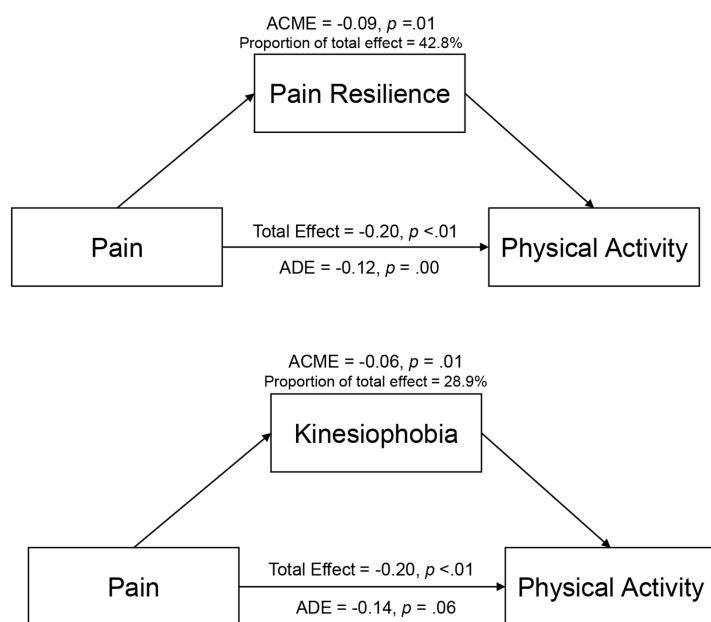 ACME = -0.09, p =.01
Proportion of total effect = 42.8%
Pain Resilience
Pain
Total Effect = -0.20, p <.01
ADE = -0.12, p = .00
Physical Activity
ACME = -0.06, p = .01
Proportion of total effect = 28.9%
Kinesiophobia
Pain
Total Effect = -0.20, p <.01
ADE = -0.14, p = .06
Physical Activity